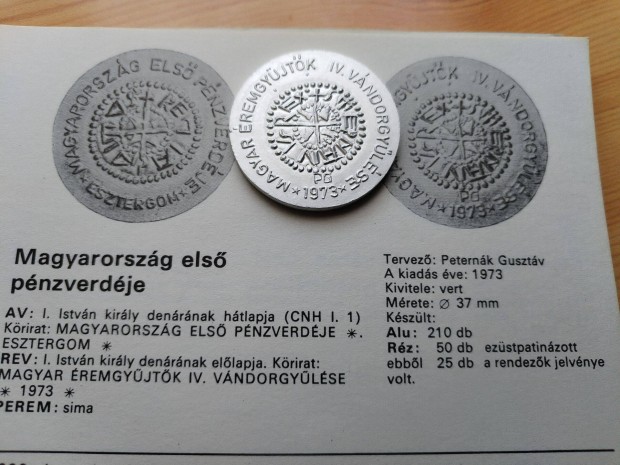 MAGYARORSZÁG ELSŐ PÉNZVERDÉJE
* ESZTERGOM *
MAGYAR ÉREMGYŰJTŐK IV. VÁNDORGYŰLÉSE
* 1973 *
PG
IV. VÁNDORGYŰLÉSE
* 1973 *
PG
Magyarország első
pénzverdéje
AV: I. István király denárának hátlapja (CNH I. 1)
Körirat: MAGYARORSZÁG ELSŐ PÉNZVERDÉJE ✳.
ESZTERGOM ✳
REV: I. István király denárának előlapja. Körirat:
MAGYAR ÉREMGYŰJTŐK IV. VÁNDORGYŰLÉSE
✳ 1973 ✳
PEREM: sima
Tervező: Peternák Gusztáv
A kiadás éve: 1973
Kivitele: vert
Mérete: ∅ 37 mm
Készült:
Alu: 210 db
Réz: 50 db ezüstpatinázott
ebből 25 db a rendezők jelvénye
volt.